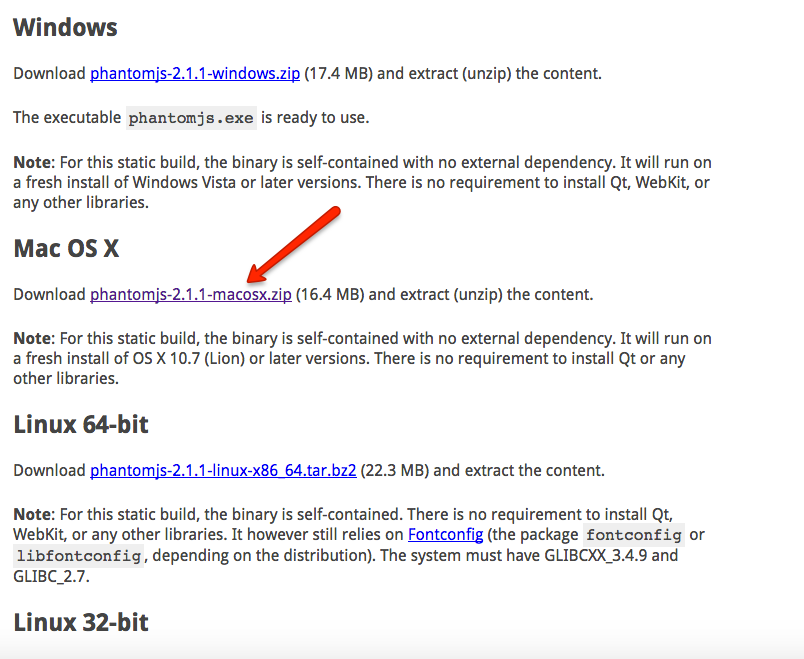 Windows
Download phantomjs-2.1.1-windows.zip (17.4 MB) and extract (unzip) the content.
The executable phantomjs.exe is ready to use.
Note: For this static build, the binary is self-contained with no external dependency. It will run on
a fresh install of Windows Vista or later versions. There is no requirement to install Qt, WebKit, or
any other libraries.
Mac OS X
Download phantomjs-2.1.1-macosx.zip (16.4 MB) and extract (unzip) the content.
Note: For this static build, the binary is self-contained with no external dependency. It will run on
a fresh install of OS X 10.7 (Lion) or later versions. There is no requirement to install Qt or any
other libraries.
Linux 64-bit
Download phantomjs-2.1.1-linux-x86_64.tar.bz2 (22.3 MB) and extract the content.
Note: For this static build, the binary is self-contained. There is no requirement to install Qt,
WebKit, or any other libraries. It however still relies on Fontconfig (the package fontconfig or
libfontconfig, depending on the distribution). The system must have GLIBCXX_3.4.9 and
GLIBC_2.7.
Linux 32-bit